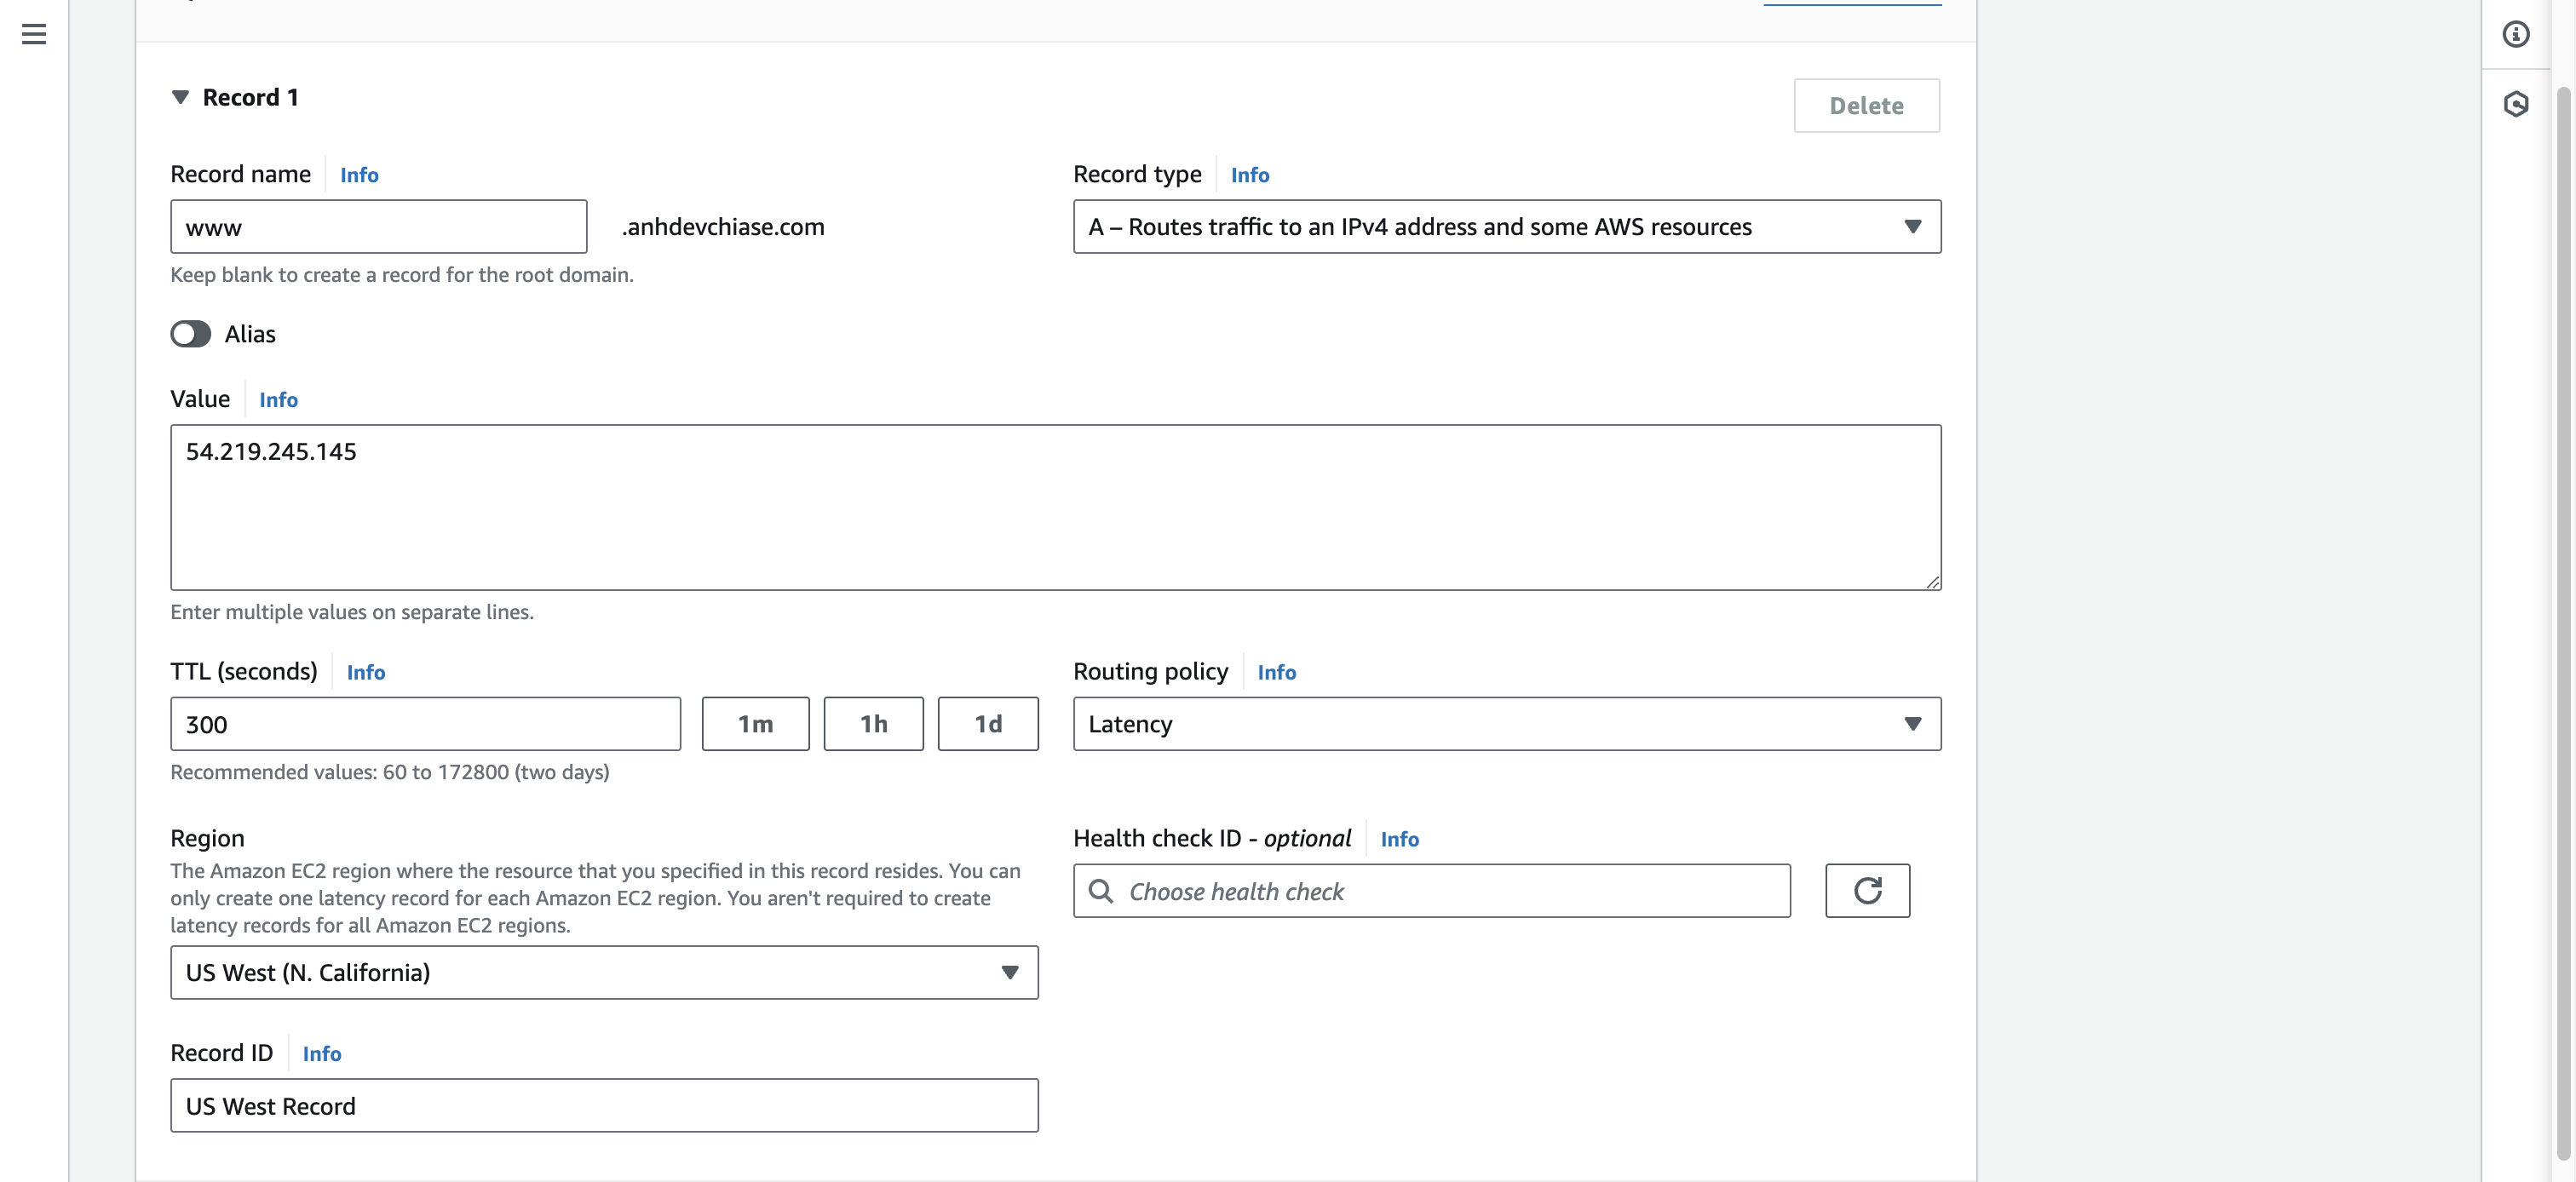 Record 1
Delete
Record name Info
www .anhdevchiase.com
Keep blank to create a record for the root domain.
Record type Info
A – Routes traffic to an IPv4 address and some AWS resources
Alias
Value Info
54.219.245.145
Enter multiple values on separate lines.
TTL (seconds) Info
300 1m 1h 1d
Recommended values: 60 to 172800 (two days)
Routing policy Info
Latency
Region
The Amazon EC2 region where the resource that you specified in this record resides. You can
only create one latency record for each Amazon EC2 region. You aren't required to create
latency records for all Amazon EC2 regions.
US West (N. California)
Health check ID - optional Info
Choose health check
Record ID Info
US West Record